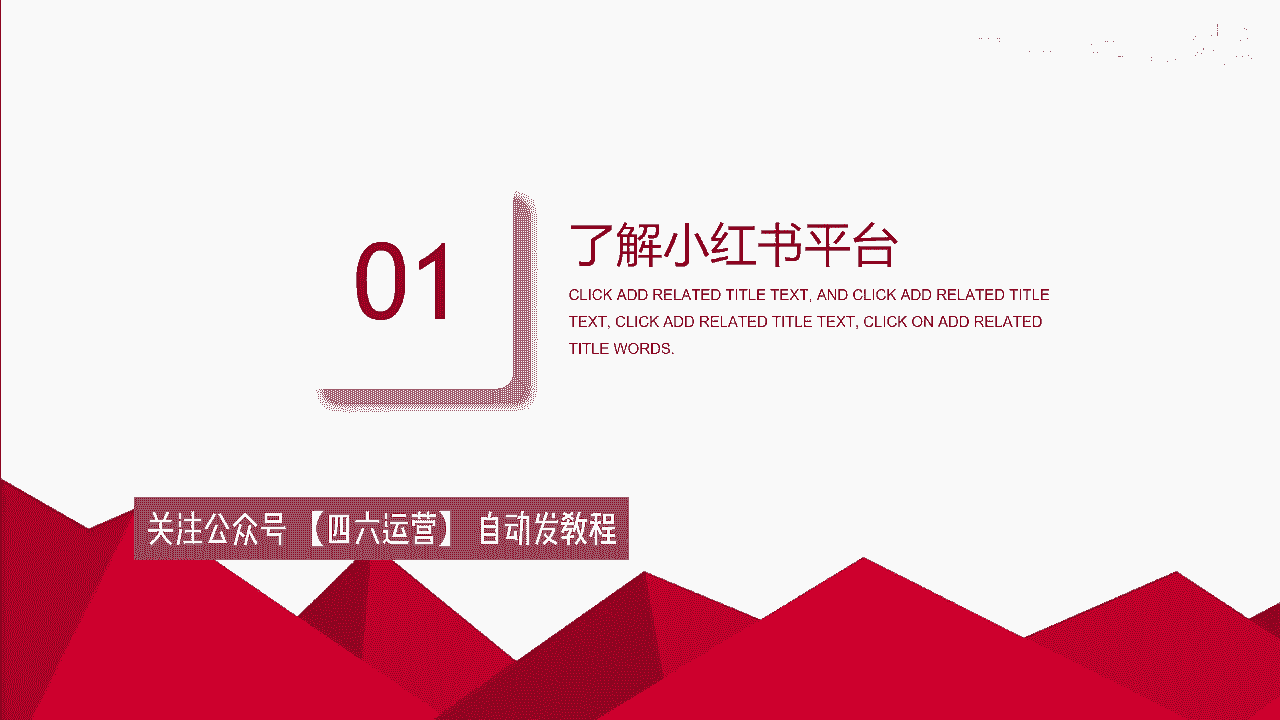 01
了解小红书平台
CLICK ADD RELATED TITLE TEXT, AND CLICK ADD RELATED TITLE
TEXT, CLICK ADD RELATED TITLE TEXT, CLICK ON ADD RELATED
TITLE WORDS.
关注公众号 【四六运营】 自动发教程